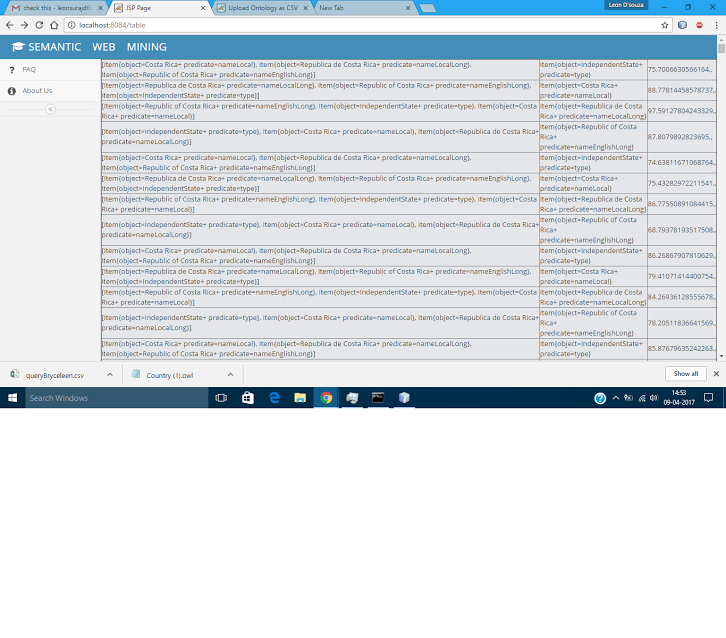 check this - leonsurajd6
JSP Page
Upload Ontology as CSV
New Tab
Leon D'souza
localhost:8084/table
SEMANTIC WEB MINING
FAQ
About Us
[Item{object=Costa Rica+ predicate=nameLocal}, Item{object=Republica de Costa Rica+ predicate=nameLocalLong},
Item{object=Republic of Costa Rica+ predicate=nameEnglishLong}]
Item{object=IndependentState+
predicate=type}
75.7006630566164,,
[Item{object=Republica de Costa Rica+ predicate=nameLocalLong}, Item{object=Republic of Costa Rica+ predicate=nameEnglishLong},
Item{object=IndependentState+ predicate=type}]
Item{object=Costa Rica+
predicate=nameLocal}
88.77814458578737,,
[Item{object=Republic of Costa Rica+ predicate=nameEnglishLong}, Item{object=IndependentState+ predicate=type}, Item{object=Costa
Rica+ predicate=nameLocal}]
Item{object=Republica de Costa
Rica+ predicate=nameLocalLong}
97.59127804243329,,
[Item{object=IndependentState+ predicate=type}, Item{object=Costa Rica+ predicate=nameLocal}, Item{object=Republica de Costa Rica+
predicate=nameLocalLong}]
Item{object=Republic of Costa
Rica+
predicate=nameEnglishLong}
87.8079892823695,,
[Item{object=Costa Rica+ predicate=nameLocal}, Item{object=Republica de Costa Rica+ predicate=nameLocalLong},
Item{object=Republic of Costa Rica+ predicate=nameEnglishLong}]
Item{object=IndependentState+
predicate=type}
74.63811671068764,,
[Item{object=Republica de Costa Rica+ predicate=nameLocalLong}, Item{object=Republic of Costa Rica+ predicate=nameEnglishLong},
Item{object=IndependentState+ predicate=type}]
Item{object=Costa Rica+
predicate=nameLocal}
75.43282972211541,,
[Item{object=Republic of Costa Rica+ predicate=nameEnglishLong}, Item{object=IndependentState+ predicate=type}, Item{object=Costa
Rica+ predicate=nameLocal}]
Item{object=Republica de Costa
Rica+ predicate=nameLocalLong}
86.77550891084415,,
[Item{object=IndependentState+ predicate=type}, Item{object=Costa Rica+ predicate=nameLocal}, Item{object=Republica de Costa Rica+
predicate=nameLocalLong}]
Item{object=Republic of Costa
Rica+
predicate=nameEnglishLong}
68.79378193517508,,
[Item{object=Costa Rica+ predicate=nameLocal}, Item{object=Republica de Costa Rica+ predicate=nameLocalLong},
Item{object=Republic of Costa Rica+ predicate=nameEnglishLong}]
Item{object=IndependentState+
predicate=type}
86.26867907810629,,
[Item{object=Republica de Costa Rica+ predicate=nameLocalLong}, Item{object=Republic of Costa Rica+ predicate=nameEnglishLong},
Item{object=IndependentState+ predicate=type}]
Item{object=Costa Rica+
predicate=nameLocal}
79.41071414400754,,
[Item{object=Republic of Costa Rica+ predicate=nameEnglishLong}, Item{object=IndependentState+ predicate=type}, Item{object=Costa
Rica+ predicate=nameLocal}]
Item{object=Republica de Costa
Rica+ predicate=nameLocalLong}
84.26936128555678,,
[Item{object=IndependentState+ predicate=type}, Item{object=Costa Rica+ predicate=nameLocal}, Item{object=Republica de Costa Rica+
predicate=nameLocalLong}]
Item{object=Republic of Costa
Rica+
predicate=nameEnglishLong}
78.20511836641569,,
[Item{object=Costa Rica+ predicate=nameLocal}, Item{object=Republica de Costa Rica+ predicate=nameLocalLong},
Item{object=Republic of Costa Rica+ predicate=nameEnglishLong}]
Item{object=IndependentState+
predicate=type}
85.87679635242263,,
queryBryceleen.csv
Country (1).owl
Show all
Search Windows
14:53
09-04-2017